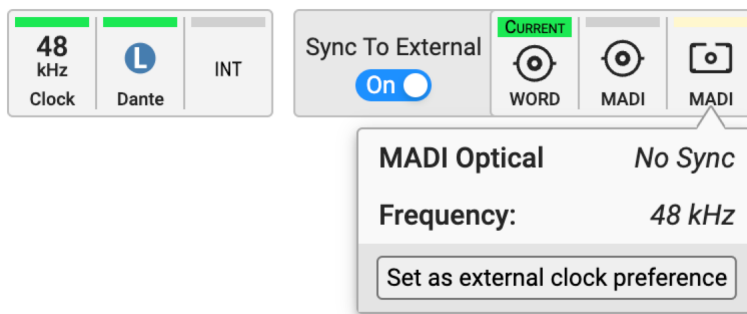 48
kHz
Clock
L
Dante
INT
Sync To External
On
CURRENT
WORD
MADI
MADI
MADI Optical No Sync
Frequency: 48 kHz
Set as external clock preference